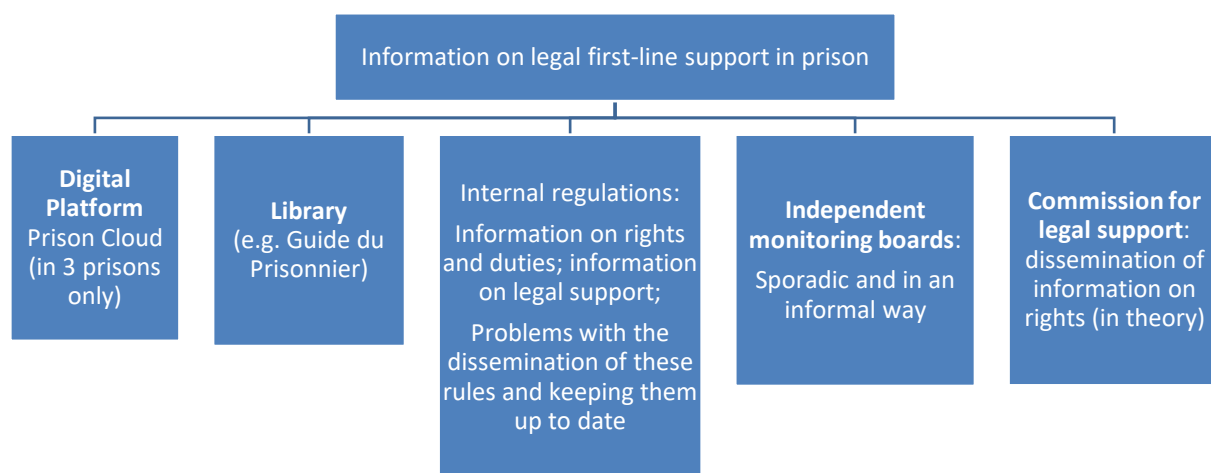 Information on legal first-line support in prison
Digital
Platform
Prison Cloud
(in 3 prisons
only)
Library
(e.g. Guide du
Prisonnier)
Internal regulations:
Information on rights
and duties; information
on legal support;
Problems with the
dissemination of these
rules and keeping them
up to date
Independent
monitoring boards:
Sporadic and in an
informal way
Commission for
legal support:
dissemination of
information on
rights (in theory)